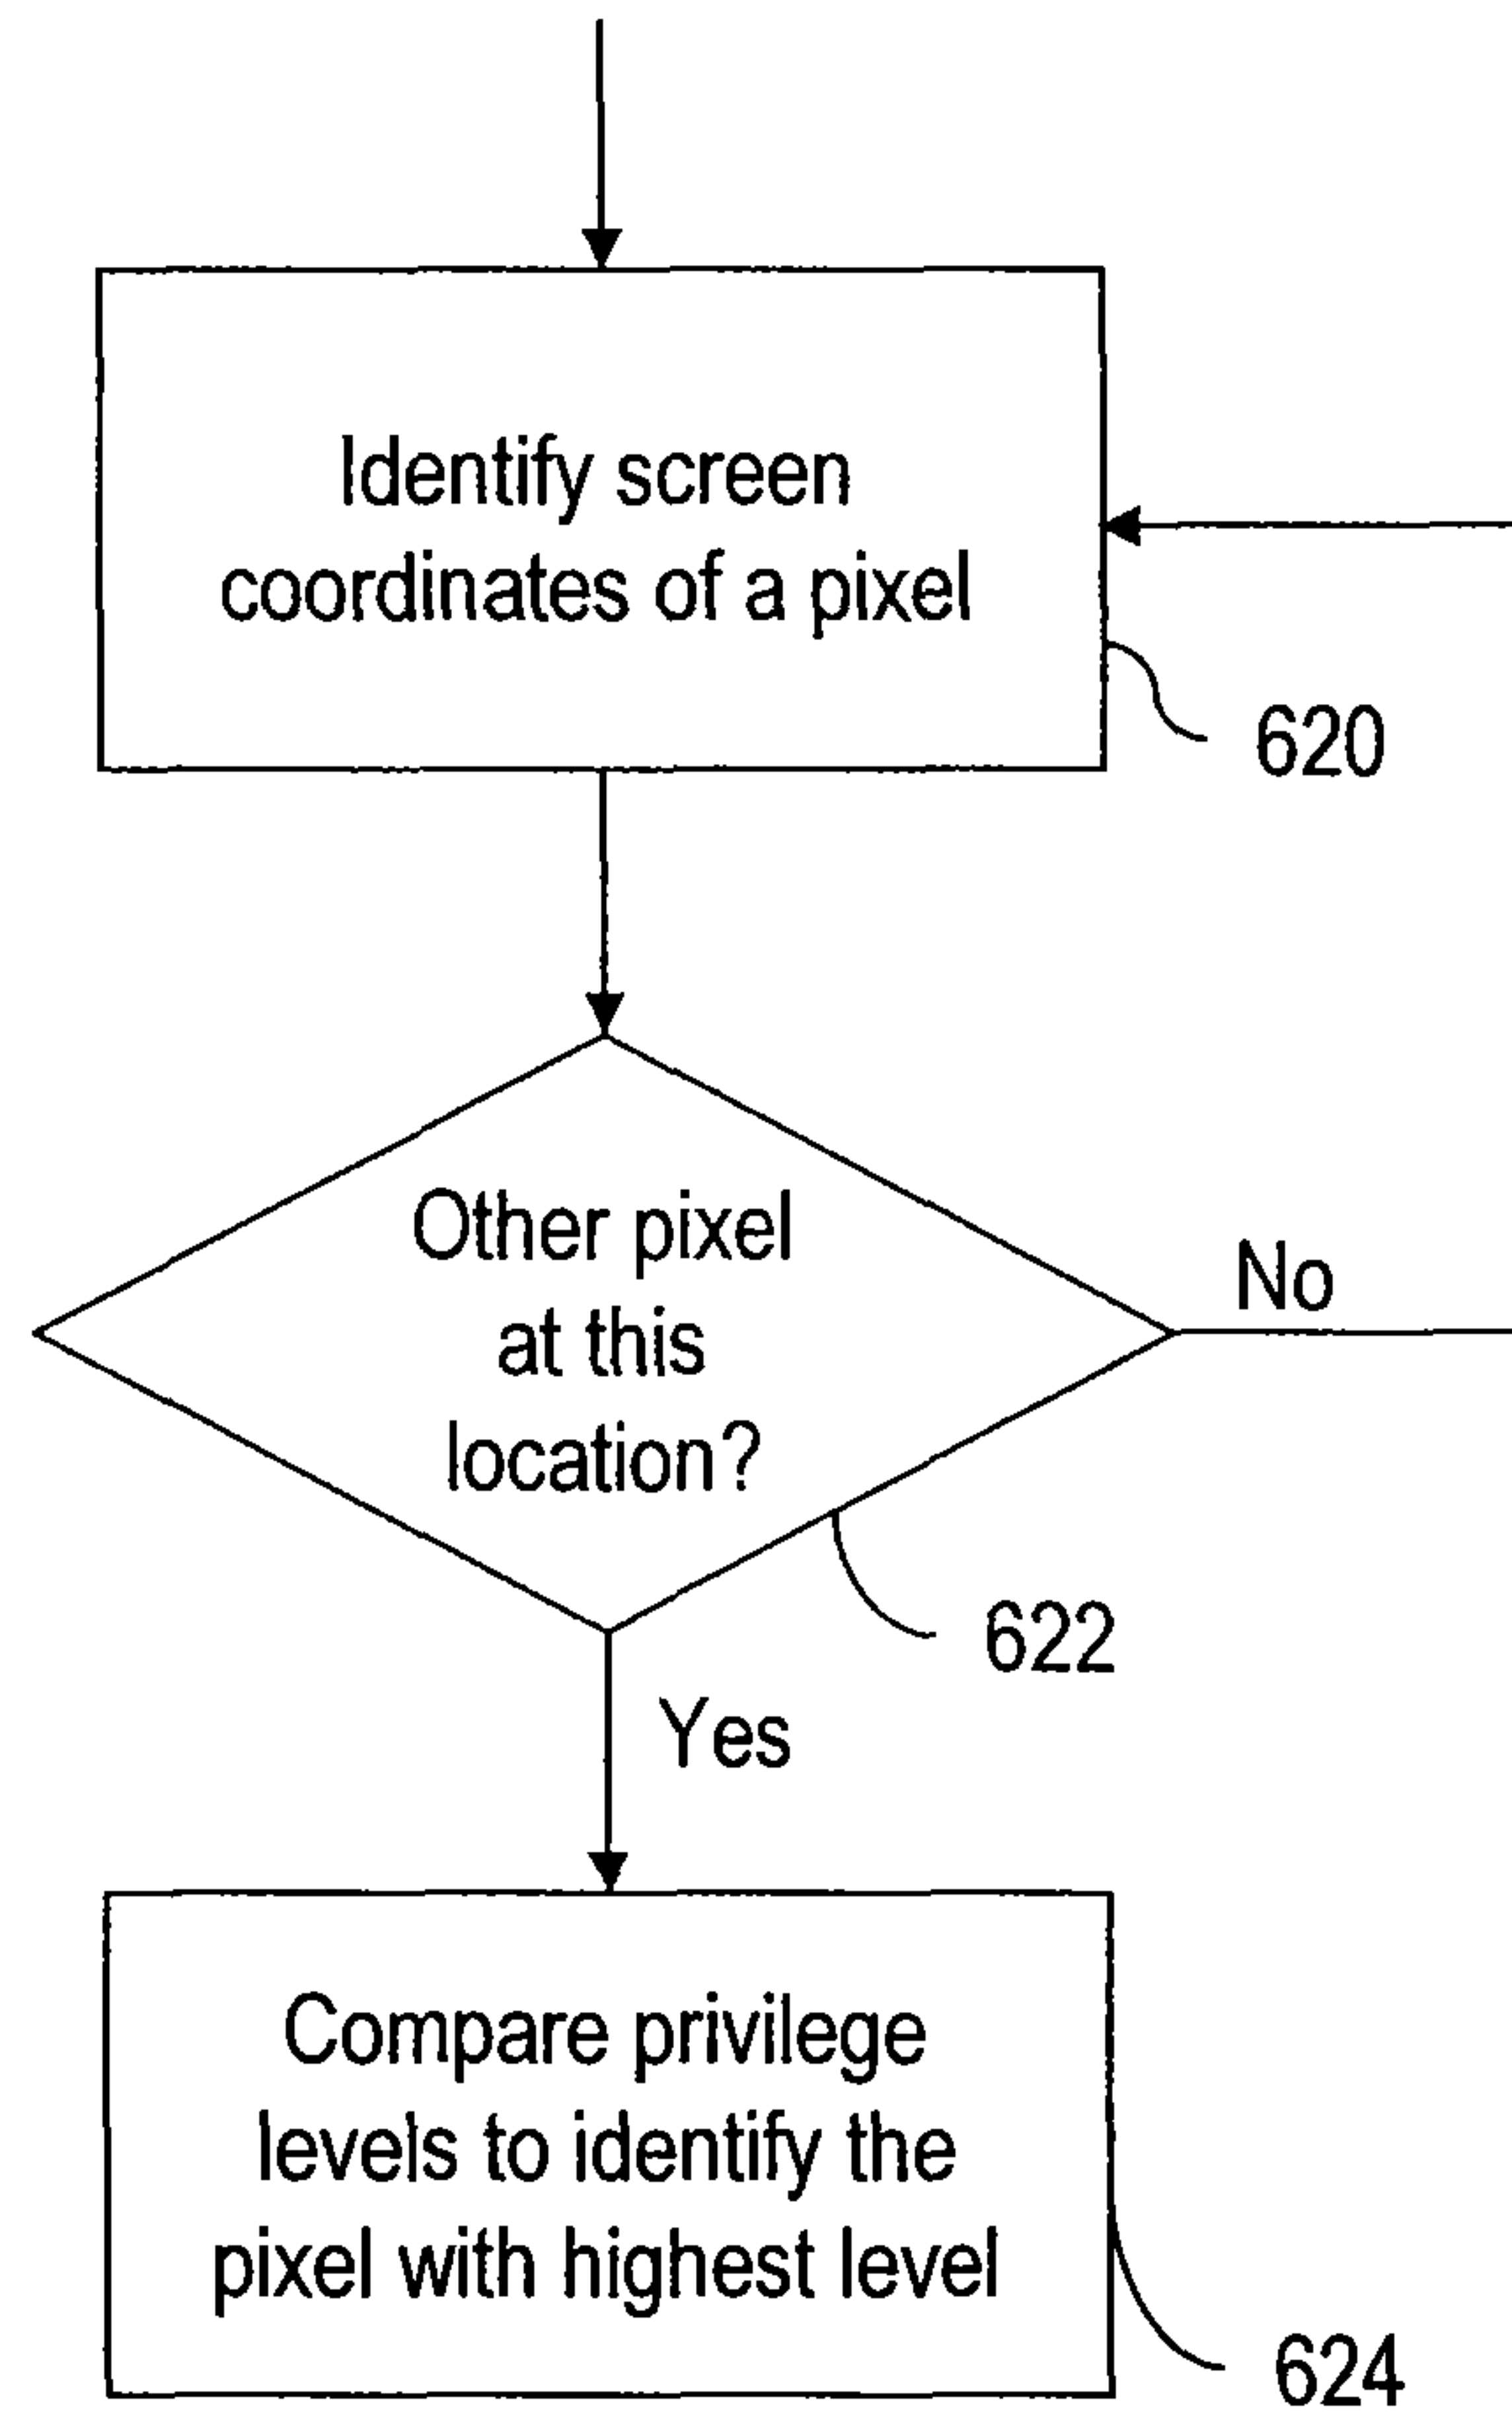 Identify screen
coordinates of a pixel
620
Other pixel
at this
location?
No
622
Yes
Compare privilege
levels to identify the
pixel with highest level
624